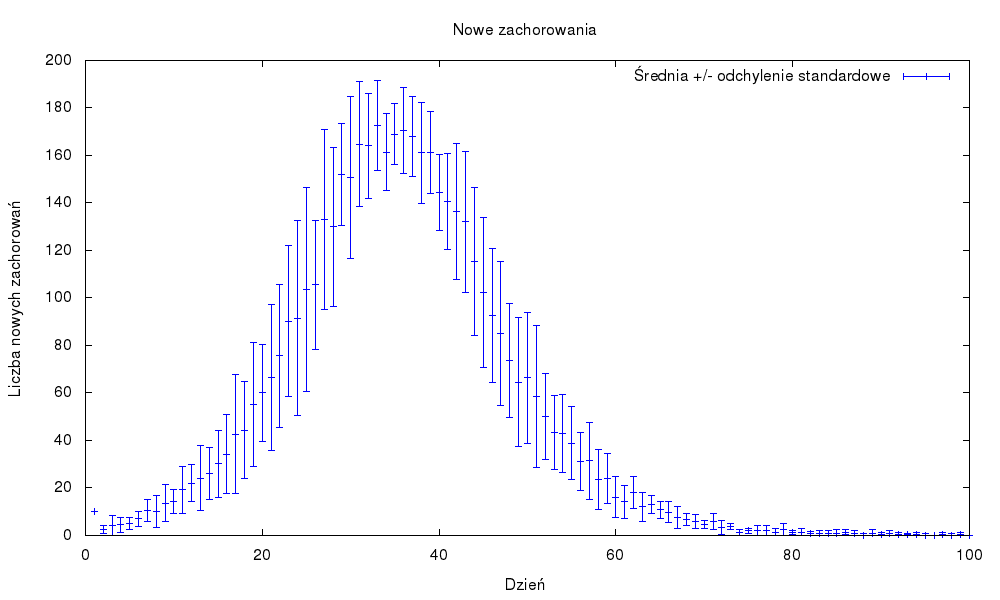 Nowe zachorowania
Średnia +/- odchylenie standardowe
200
180
160
140
120
100
80
60
40
20
0
Liczba nowych zachorowań
0 20 40 60 80 100
Dzień